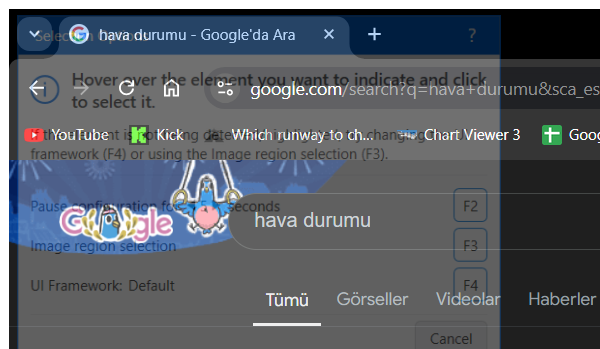 hava durumu - Google'da Ara
Selection Options
?
Hover over the element you want to indicate and click
to select it.
google.com/search?q=hava+durumu&sca_es
YouTube
Kick
Which runway to ch...
Chart Viewer 3
Goog
framework (F4) or using the Image region selection (F3).
Pause configuration for seconds
F2
Google
hava durumu
Image region selection
F3
UI Framework: Default
F4
Tümü
Görseller
Videolar
Haberler
Cancel